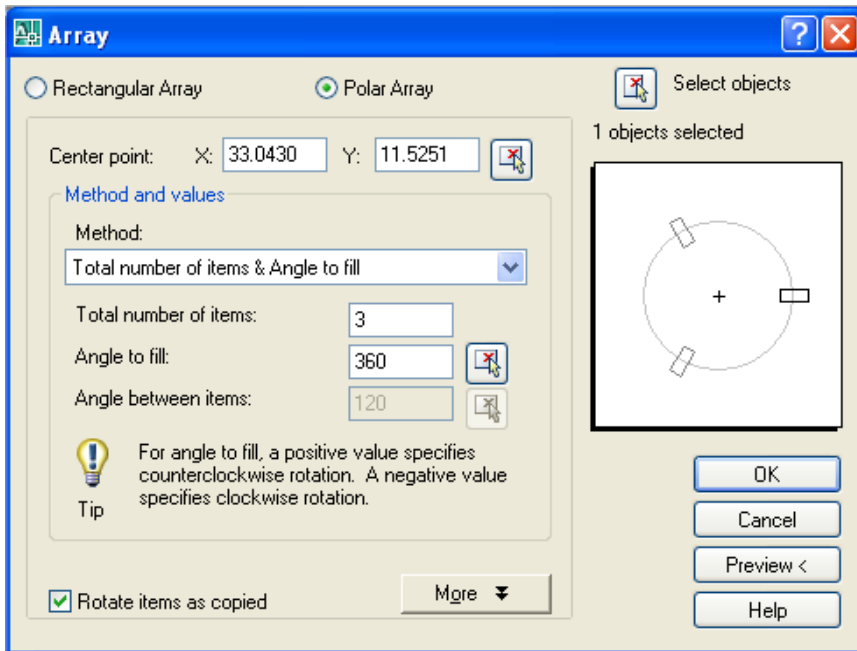 Array
Rectangular Array Polar Array Select objects
1 objects selected
Center point: X: 33.0430 Y: 11.5251
Method and values
Method:
Total number of items & Angle to fill
Total number of items: 3
Angle to fill: 360
Angle between items: 120
For angle to fill, a positive value specifies
counterclockwise rotation. A negative value
specifies clockwise rotation.
Tip
OK
Cancel
Preview <
Help
Rotate items as copied
More